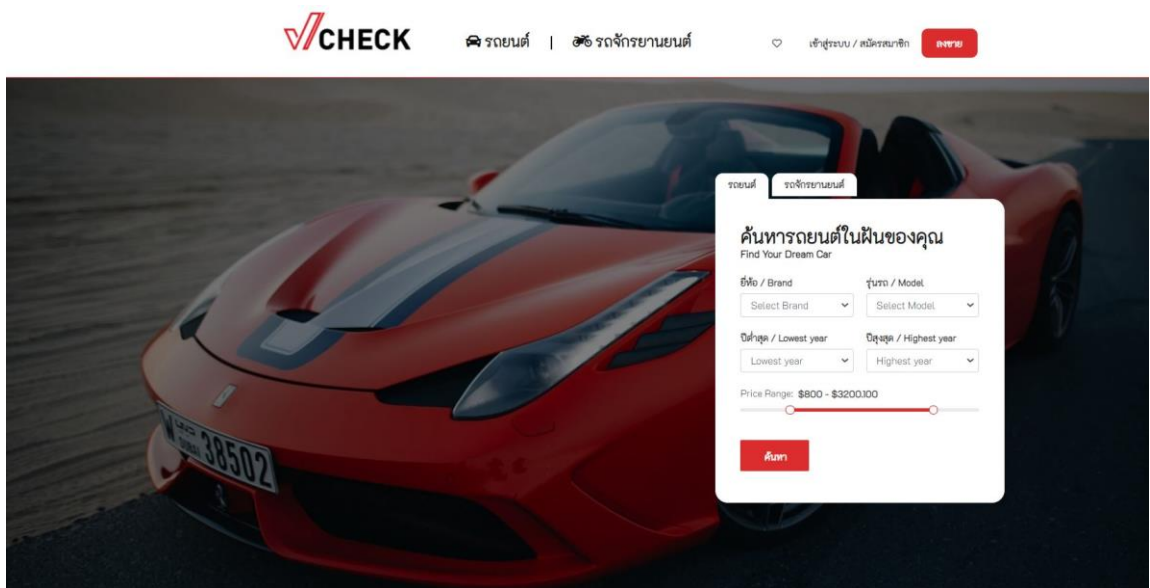 VCHECK
รถยนต์ | รถจักรยานยนต์
เข้าสู่ระบบ / สมัครสมาชิก
ลงขาย
รถยนต์
รถจักรยานยนต์
ค้นหารถยนต์ในฝันของคุณ
Find Your Dream Car
ยี่ห้อ / Brand
รุ่นรถ / Model
Select Brand
Select Model
ปีต่ำสุด / Lowest year
ปีสูงสุด / Highest year
Lowest year
Highest year
Price Range: $800 - $3200.100
ค้นหา
38502